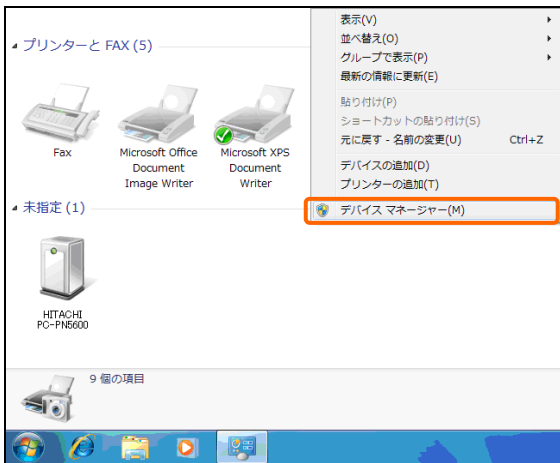 プリンターと FAX (5)
Fax
Microsoft Office
Document
Image Writer
Microsoft XPS
Document
Writer
未指定 (1)
HITACHI
PC-PN5600
9 個の項目
表示(V)
並べ替え(O)
グループで表示(P)
最新の情報に更新(E)
貼り付け(P)
ショートカットの貼り付け(S)
元に戻す - 名前の変更(U) Ctrl+Z
デバイスの追加(D)
プリンターの追加(T)
デバイス マネージャー(M)